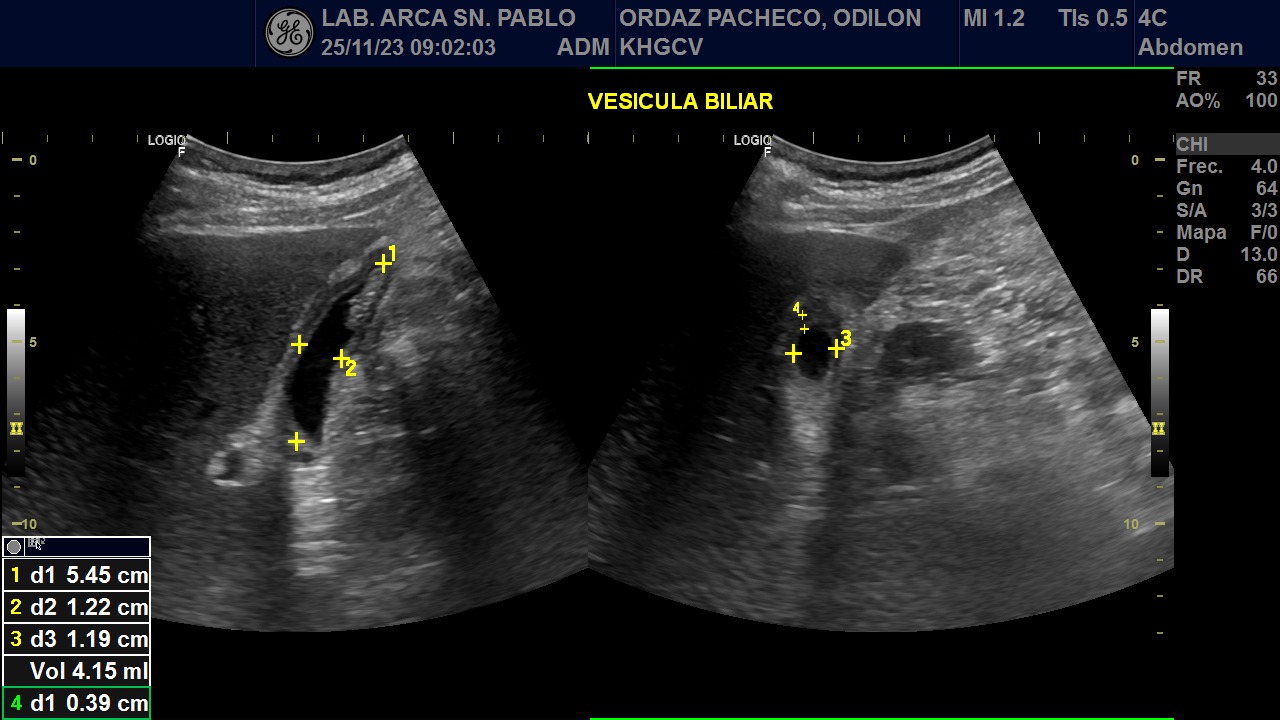 LAB. ARCA SN. PABLO
25/11/23 09:02:03 ADM
ORDAZ PACHECO, ODILON
KHGCV
MI 1.2 TIs 0.5
4C
Abdomen
VESICULA BILIAR
FR 33
AO% 100
CHI
Frec. 4.0
Gn 64
S/A 3/3
Mapa F/0
D 13.0
DR 66
LOGIQ
F
0
5
10
1
2
LOGIQ
F
0
5
10
4
3
1 d1 5.45 cm
2 d2 1.22 cm
3 d3 1.19 cm
Vol 4.15 ml
4 d1 0.39 cm